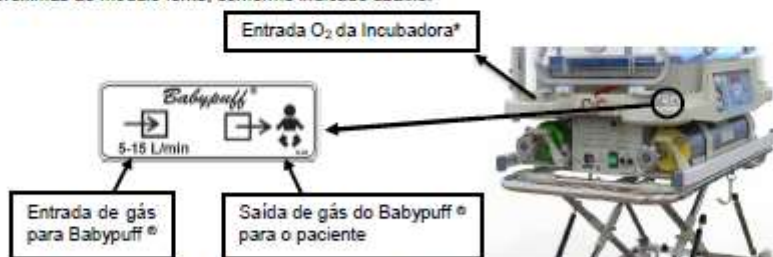 Entrada O₂ da Incubadora*
Babypuff®
5-15 L/min
Entrada de gás
para Babypuff ®
Saída de gás do Babypuff ®
para o paciente